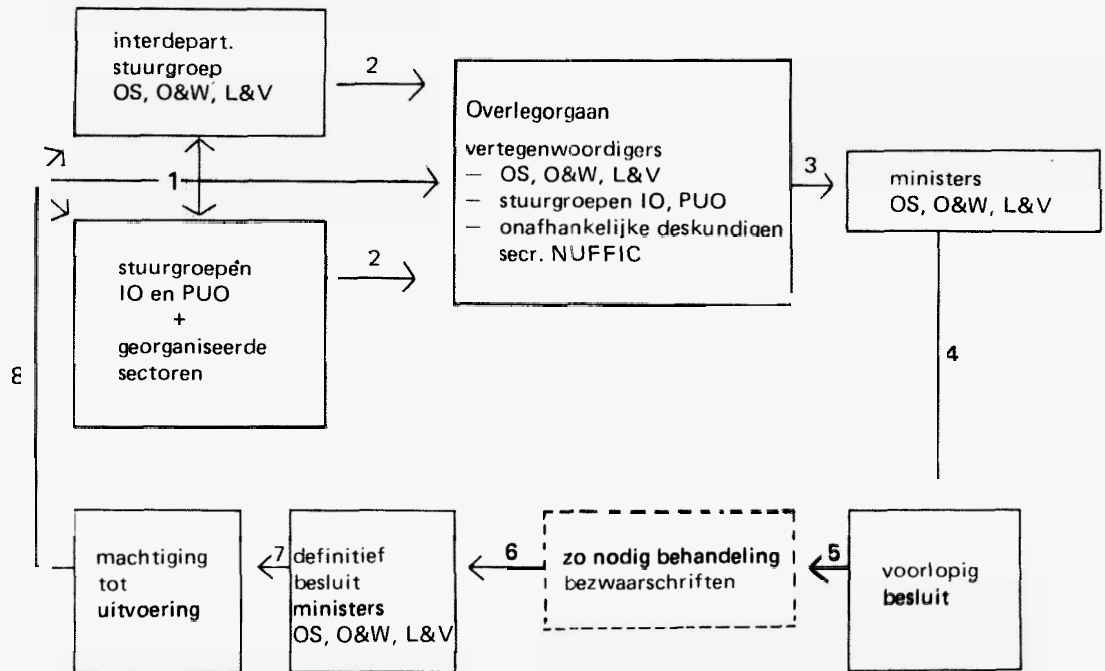 interdepart.
stuurgroep
OS, O&W, L&V
2
Overlegorgaan
vertegenwoordigers
— OS, O&W, L&V
— stuurgroepen IO, PUO
— onafhankelijke deskundigen
secr. NUFFIC
3
ministers
OS, O&W, L&V
1
stuurgroepen
IO en PUO
+
georganiseerde
sectoren
2
4
8
machtiging
tot
uitvoering
7
definitief
besluit
ministers
OS, O&W, L&V
6
zo nodig behandeling
bezwaarschriften
5
voorlopig
besluit